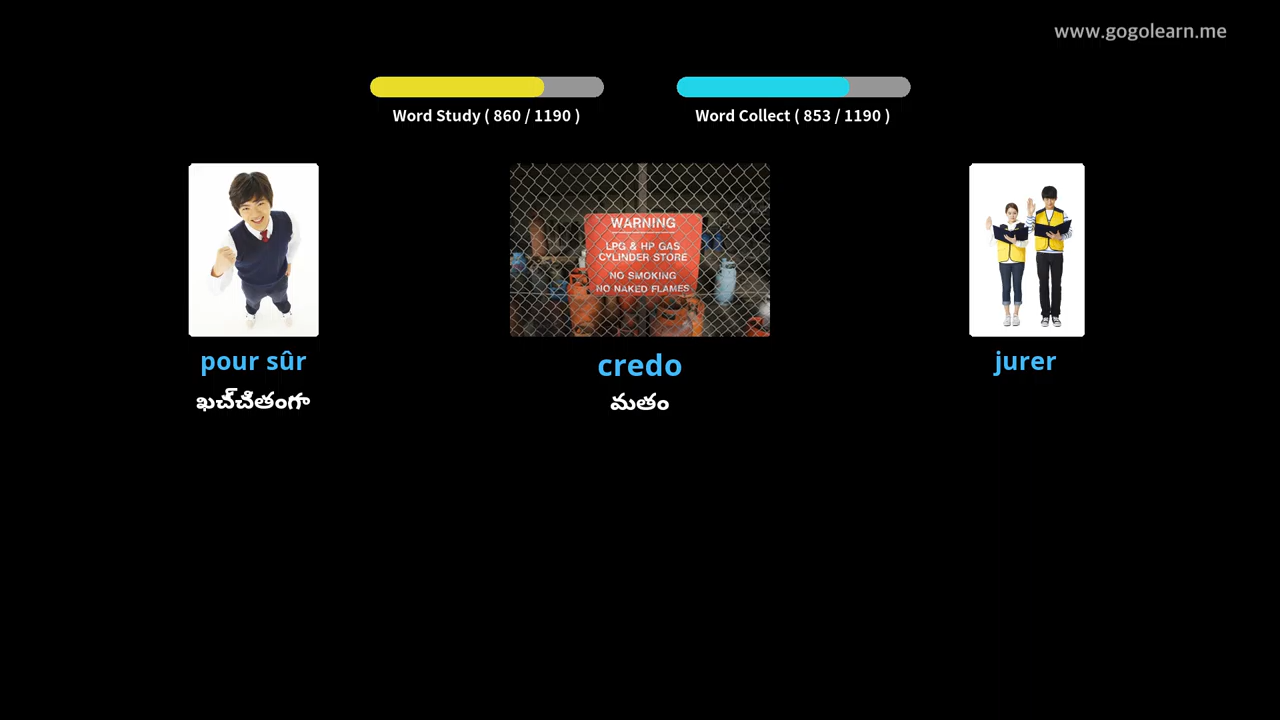 www.gogolearn.me
Word Study ( 860 / 1190 )
Word Collect ( 853 / 1190 )
WARNING
LPG & HP GAS
CYLINDER STORE
NO SMOKING
NO NAKED FLAMES
pour sûr
credo
jurer
ఖచ్చితంగా
మతం